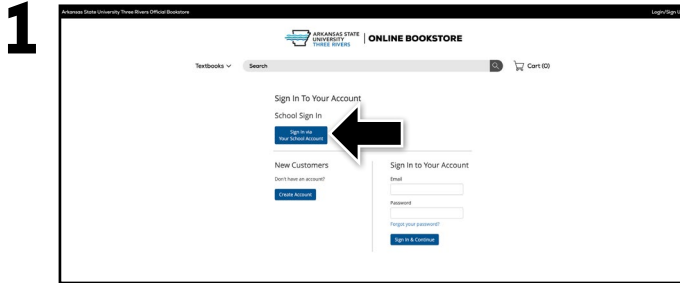 1
Arkansas State University Three Rivers Official Bookstore
Login/Sign U
ARKANSAS STATE
UNIVERSITY
THREE RIVERS
ONLINE BOOKSTORE
Textbooks
Search
Cart (0)
Sign In To Your Account
School Sign In
Sign In via
Your School Account
New Customers
Don't have an account?
Create Account
Sign In to Your Account
Email
Password
Forgot your password?
Sign In & Continue